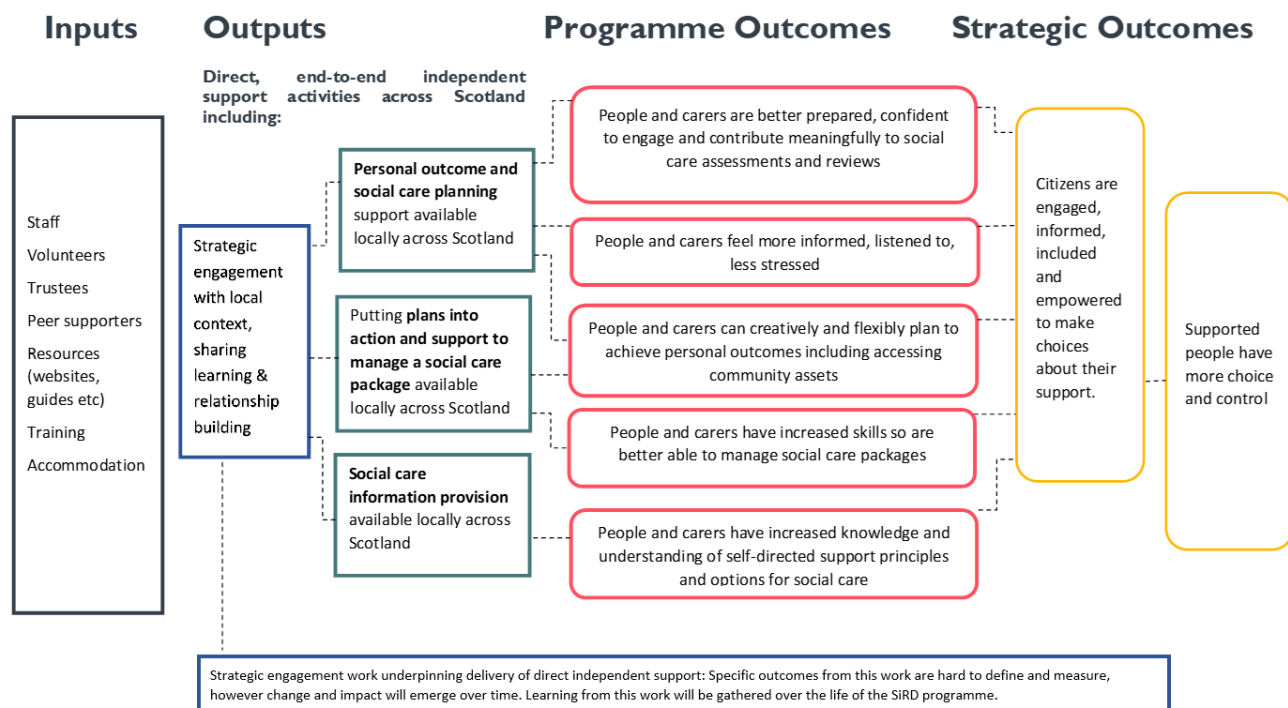 Inputs
Outputs
Programme Outcomes
Strategic Outcomes
Direct, end-to-end independent
support activities across Scotland
including:
Staff
Volunteers
Trustees
Peer supporters
Resources
(websites,
guides etc)
Training
Accommodation
Strategic
engagement
with local
context,
sharing
learning &
relationship
building
Personal outcome and
social care planning
support available
locally across Scotland
Putting plans into
action and support to
manage a social care
package available
locally across Scotland
Social care
information provision
available locally across
Scotland
People and carers are better prepared, confident
to engage and contribute meaningfully to social
care assessments and reviews
People and carers feel more informed, listened to,
less stressed
People and carers can creatively and flexibly plan to
achieve personal outcomes including accessing
community assets
People and carers have increased skills so are
better able to manage social care packages
People and carers have increased knowledge and
understanding of self-directed support principles
and options for social care
Citizens are
engaged,
informed,
included
and
empowered
to make
choices
about their
support.
Supported
people have
more choice
and control
Strategic engagement work underpinning delivery of direct independent support: Specific outcomes from this work are hard to define and measure,
however change and impact will emerge over time. Learning from this work will be gathered over the life of the SiRD programme.